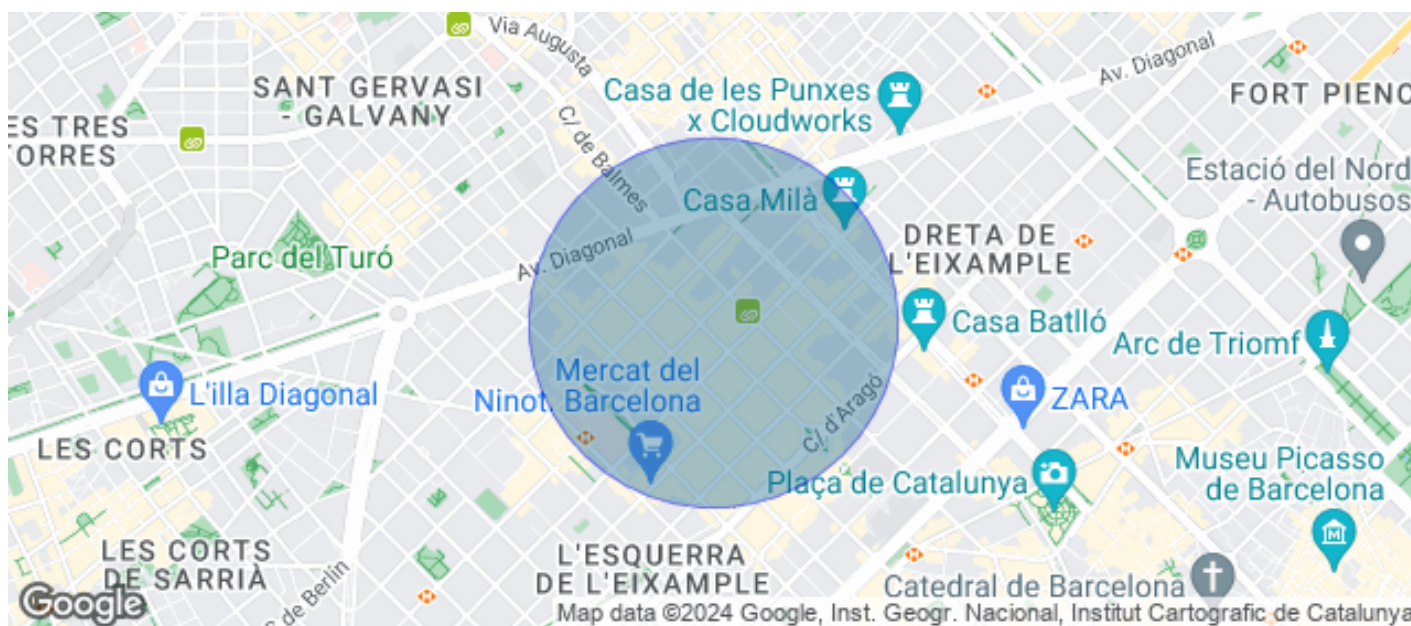 Via Augusta
SANT GERVASI
- GALVANY
C/ de Balmes
Casa de les Punxes
x Cloudworks
Av. Diagonal
FORT PIENC
ES TRES
TORRES
Estació del Nord
- Autobusos
Casa Milà
Parc del Turó
Av. Diagonal
DRETA DE
L'EIXAMPLE
Casa Batlló
Arc de Triomf
L'illa Diagonal
Mercat del
Ninot. Barcelona
ZARA
C/ d'Aragó
LES CORTS
Plaça de Catalunya
Museu Picasso
de Barcelona
LES CORTS
DE SARRIÀ
L'ESQUERRA
DE L'EIXAMPLE
Catedral de Barcelona
Google
C de Berlin
Map data ©2024 Google, Inst. Geogr. Nacional, Institut Cartografic de Catalunya